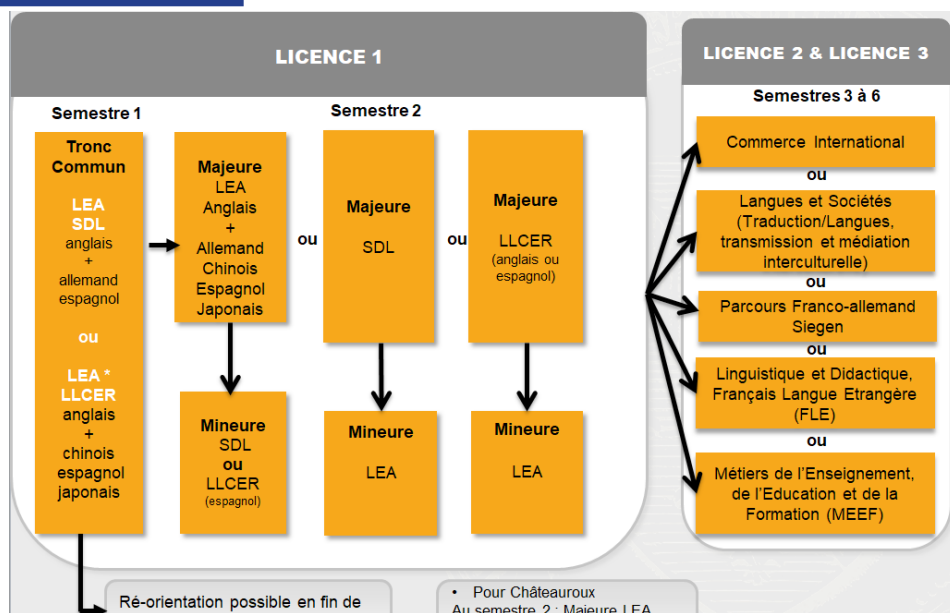 LICENCE 1
Semestre 1
Tronc
Commun
LEA
SDL
anglais
+
allemand
espagnol
ou
LEA *
LLCER
anglais
+
chinois
espagnol
japonais
Semestre 2
Majeure
LEA
Anglais
+
Allemand
Chinois
Espagnol
Japonais
ou
Majeure
SDL
ou
Majeure
LLCER
(anglais ou
espagnol)
Mineure
SDL
ou
LLCER
(espagnol)
Mineure
LEA
Mineure
LEA
LICENCE 2 & LICENCE 3
Semestres 3 à 6
Commerce International
ou
Langues et Sociétés
(Traduction/Langues,
transmission et médiation
interculturelle)
ou
Parcours Franco-allemand
Siegen
ou
Linguistique et Didactique,
Français Langue Etrangère
(FLE)
ou
Métiers de l'Enseignement,
de l'Education et de la
Formation (MEEF)
Ré-orientation possible en fin de
• Pour Châteauroux
Au semestre 2 : Majeure LEA